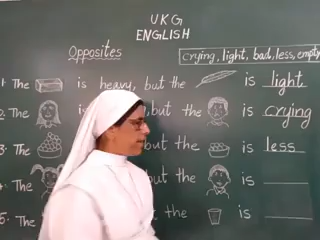 UKG
ENGLISH
Opposites
crying, light, bad, less, empty
1. The is heavy, but the is light
2. The but the is crying
3. The but the is less
4. The but the is
5. The the is